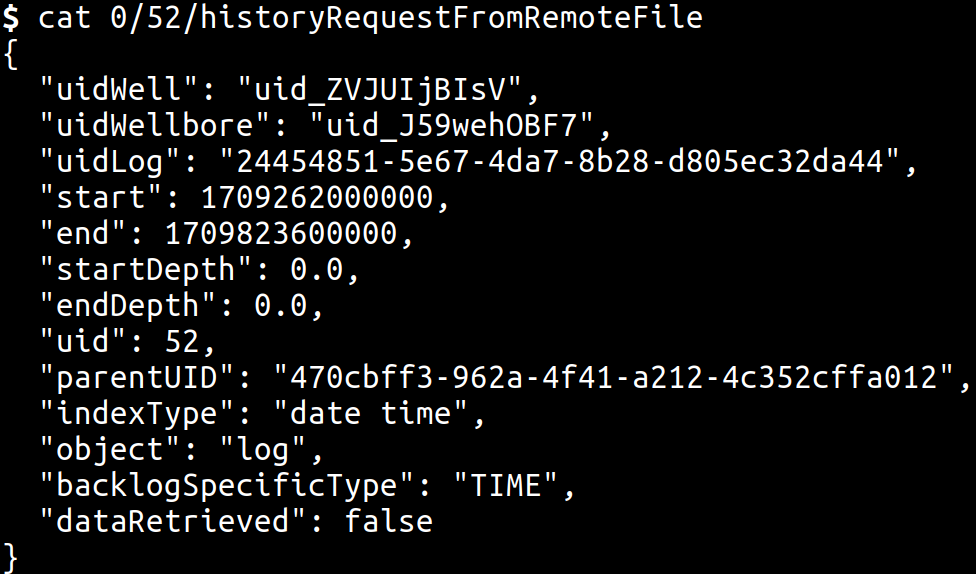 $ cat 0/52/historyRequestFromRemoteFile
{
  "uidWell": "uid_ZVJUIjBIsV",
  "uidWellbore": "uid_J59wehOBF7",
  "uidLog": "24454851-5e67-4da7-8b28-d805ec32da44",
  "start": 1709262000000,
  "end": 1709823600000,
  "startDepth": 0.0,
  "endDepth": 0.0,
  "uid": 52,
  "parentUID": "470cbff3-962a-4f41-a212-4c352cffa012",
  "indexType": "date time",
  "object": "log",
  "backlogSpecificType": "TIME",
  "dataRetrieved": false
}